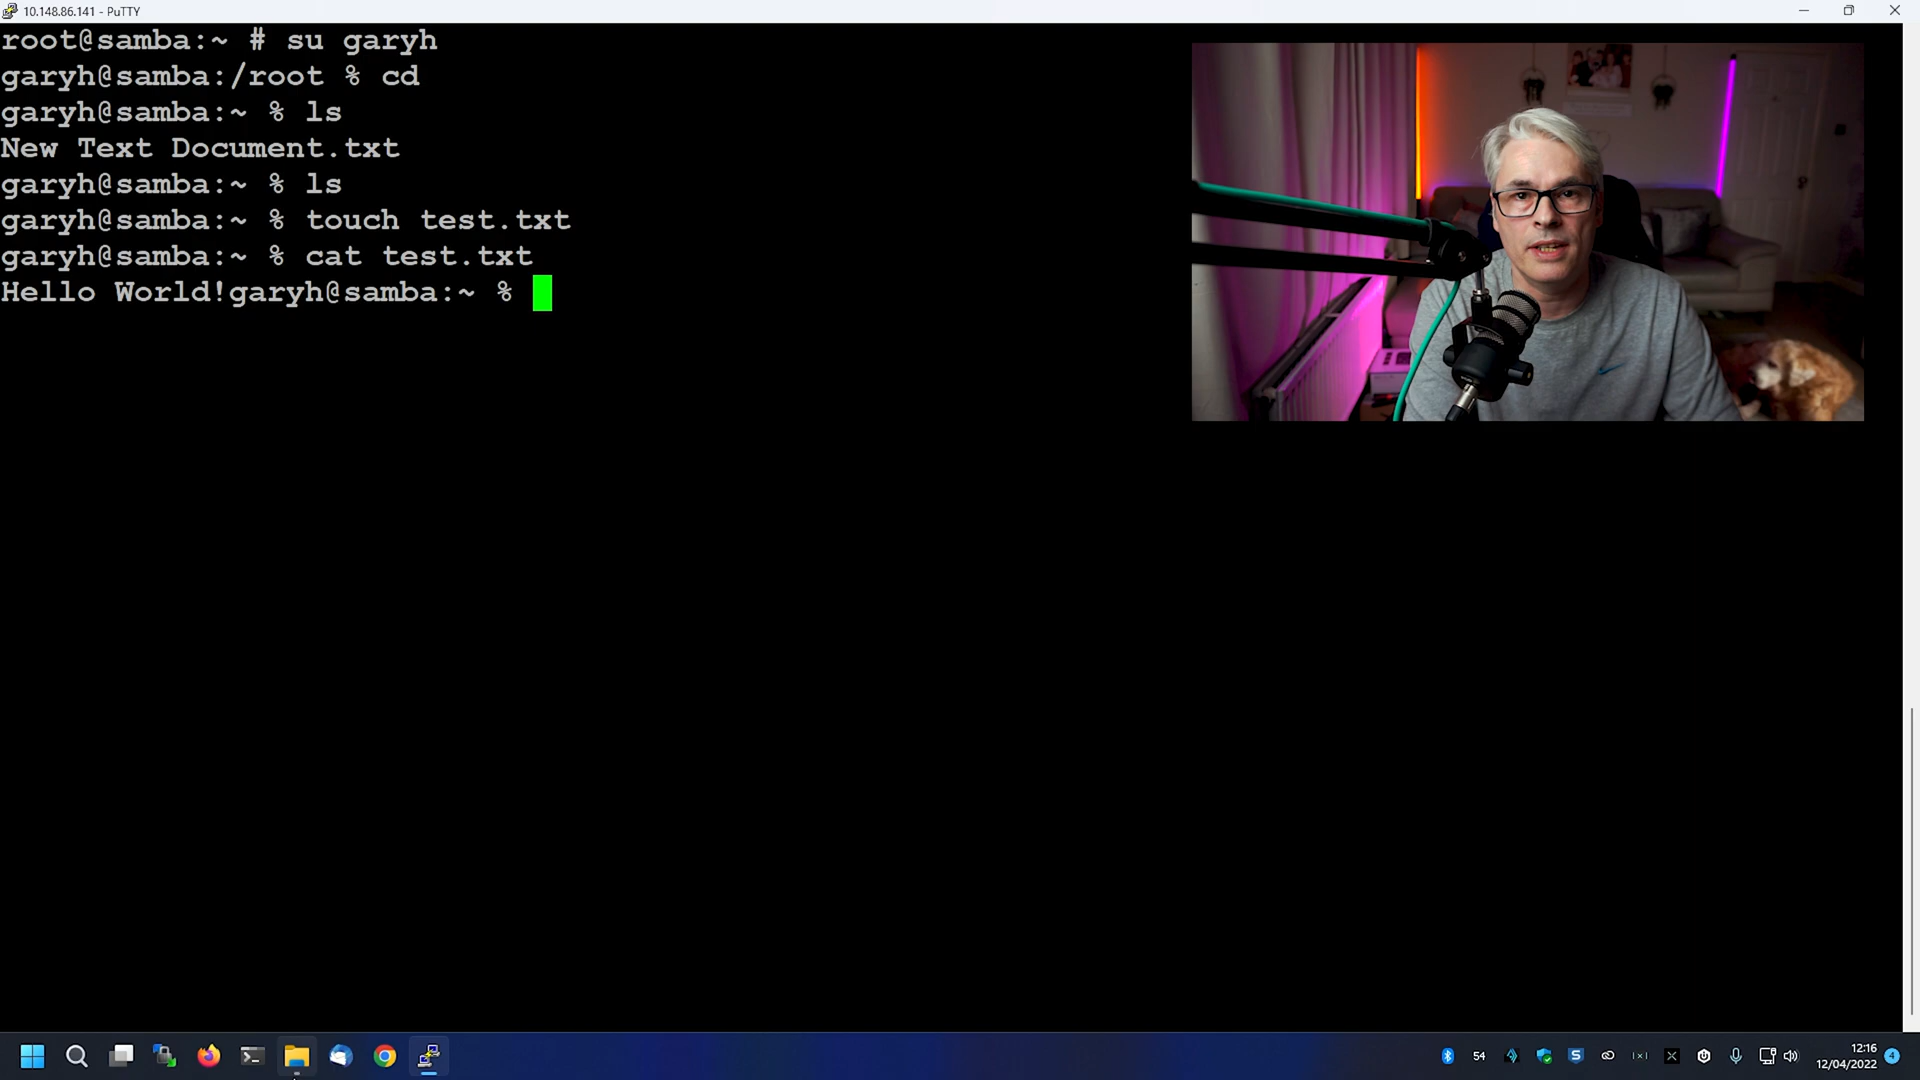 10.148.86.141 - PuTTY
root@samba:~ # su garyh
garyh@samba:/root % cd
garyh@samba:~ % ls
New Text Document.txt
garyh@samba:~ % ls
garyh@samba:~ % touch test.txt
garyh@samba:~ % cat test.txt
Hello World!garyh@samba:~ %
54
12:16
12/04/2022
4